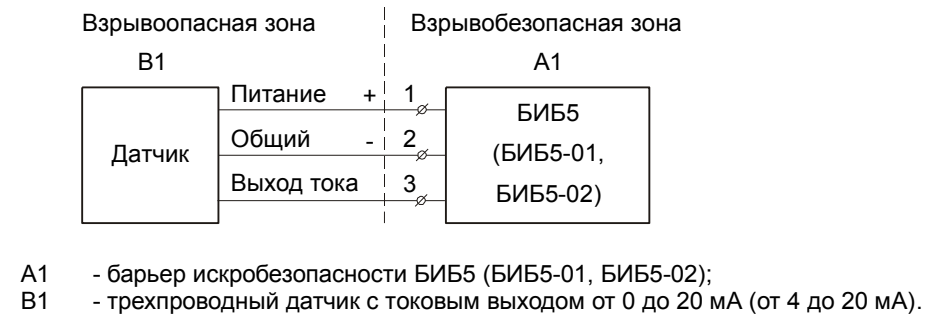 Взрывоопасная зона
Взрывобезопасная зона
В1
А1
Питание + 1
БИБ5
Общий - 2
Датчик
(БИБ5-01,
Выход тока 3
БИБ5-02)
А1 - барьер искробезопасности БИБ5 (БИБ5-01, БИБ5-02);
В1 - трехпроводный датчик с токовым выходом от 0 до 20 мА (от 4 до 20 мА).